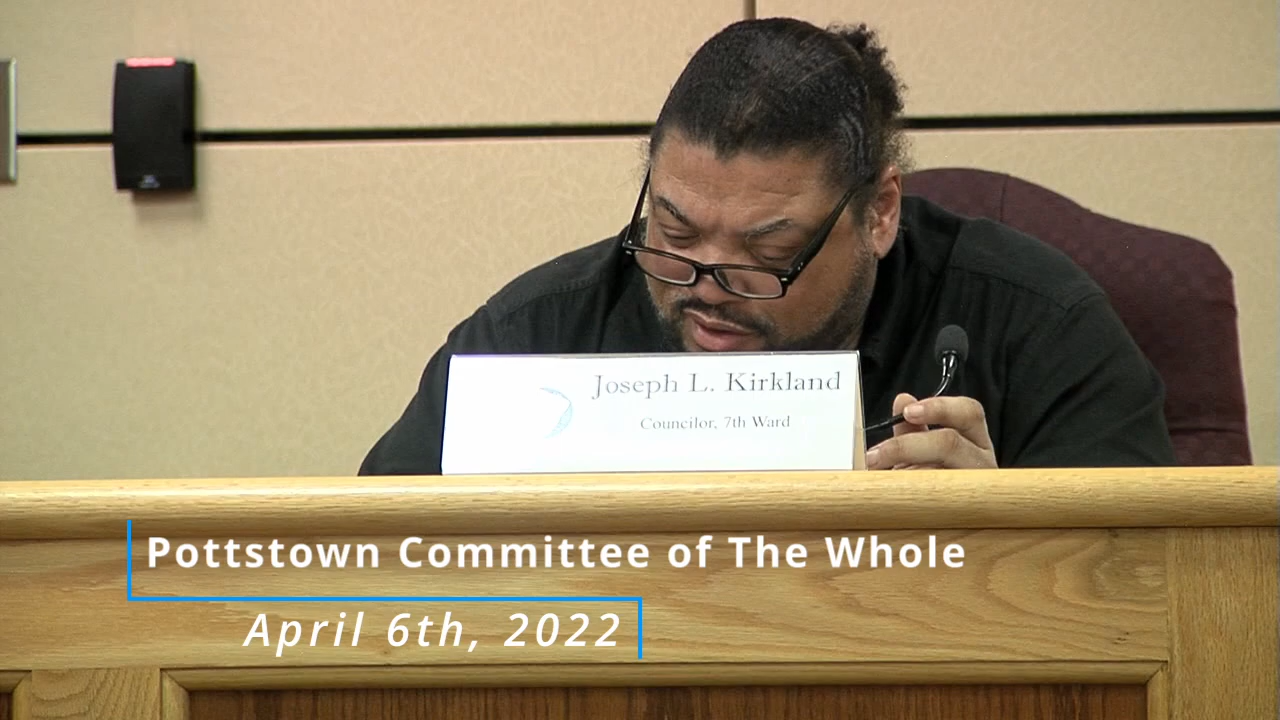 Joseph L. Kirkland
Councilor, 7th Ward
Pottstown Committee of The Whole
April 6th, 2022